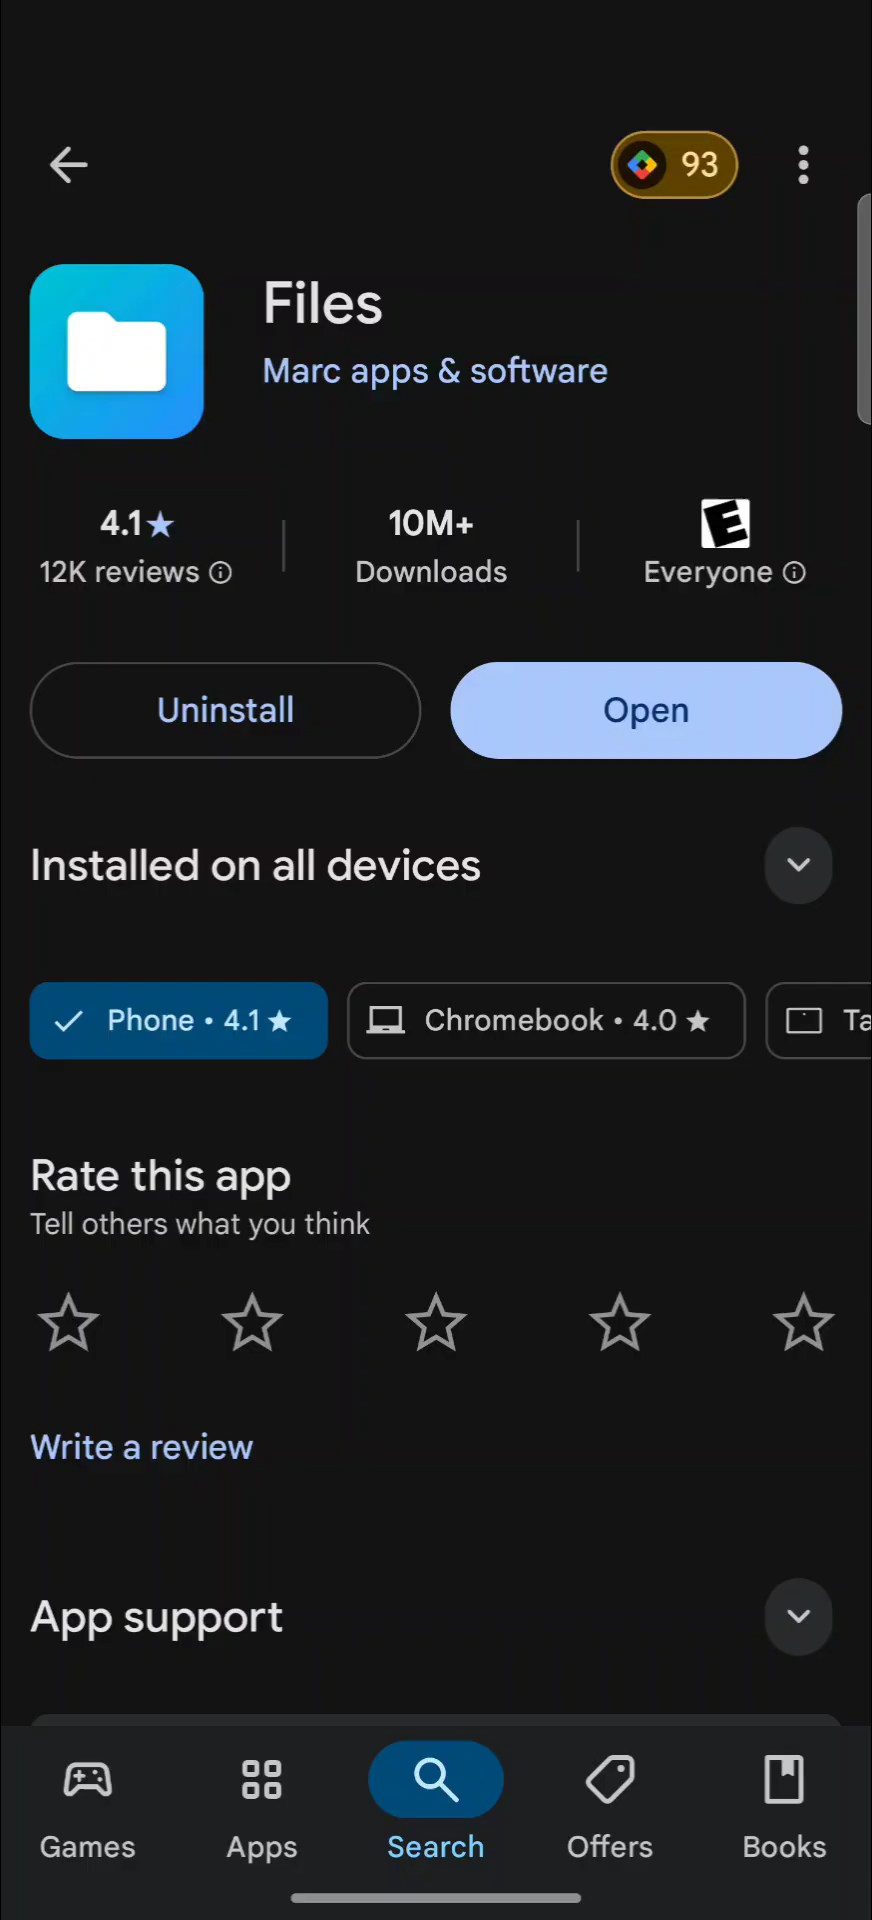 93
Files
Marc apps & software
4.1★
12K reviews
10M+
Downloads
E
Everyone
Uninstall
Open
Installed on all devices
Phone • 4.1 ★
Chromebook • 4.0 ★
Ta
Rate this app
Tell others what you think
Write a review
App support
Games
Apps
Search
Offers
Books